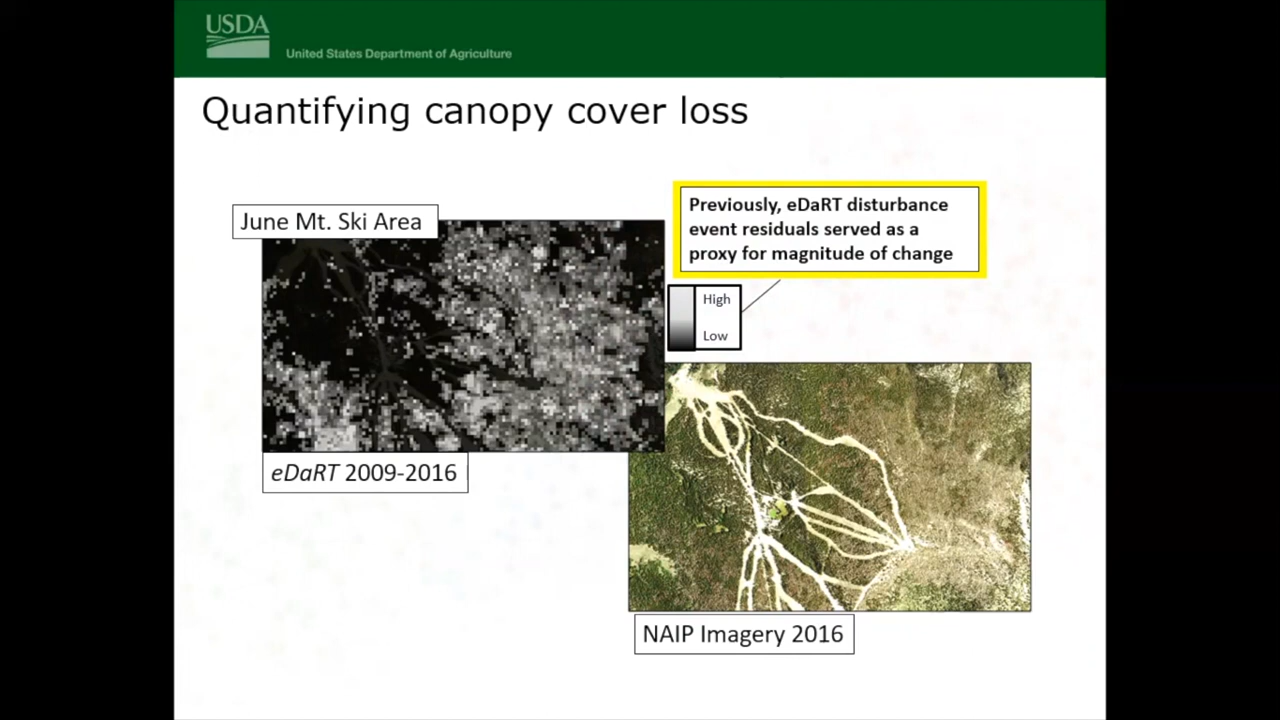 USDA
United States Department of Agriculture
Quantifying canopy cover loss
June Mt. Ski Area
Previously, eDaRT disturbance
event residuals served as a
proxy for magnitude of change
High
Low
eDaRT 2009-2016
NAIP Imagery 2016